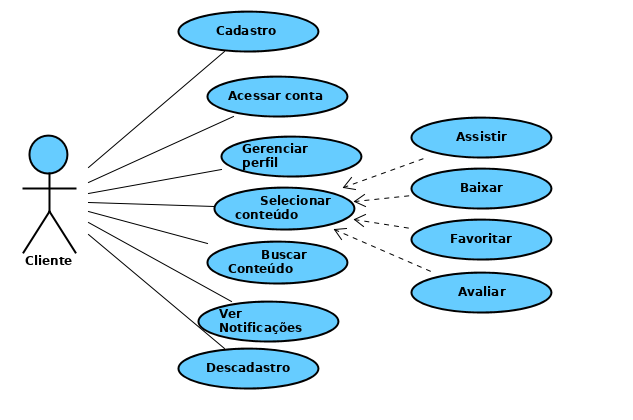 Cadastro
Acessar conta
Gerenciar
perfil
Selecionar
conteúdo
Buscar
Conteúdo
Ver
Notificações
Descadastro
Cliente
Assistir
Baixar
Favoritar
Avaliar